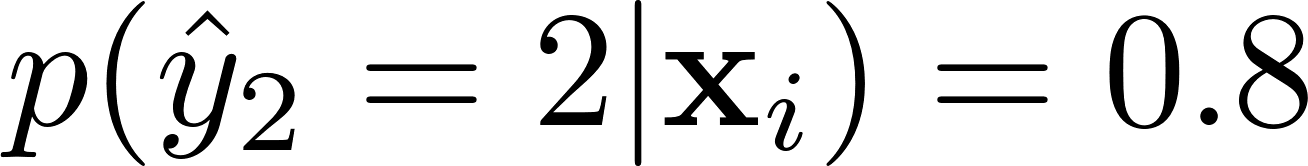 p(ŷ₂ = 2|𝐱ᵢ) = 0.8